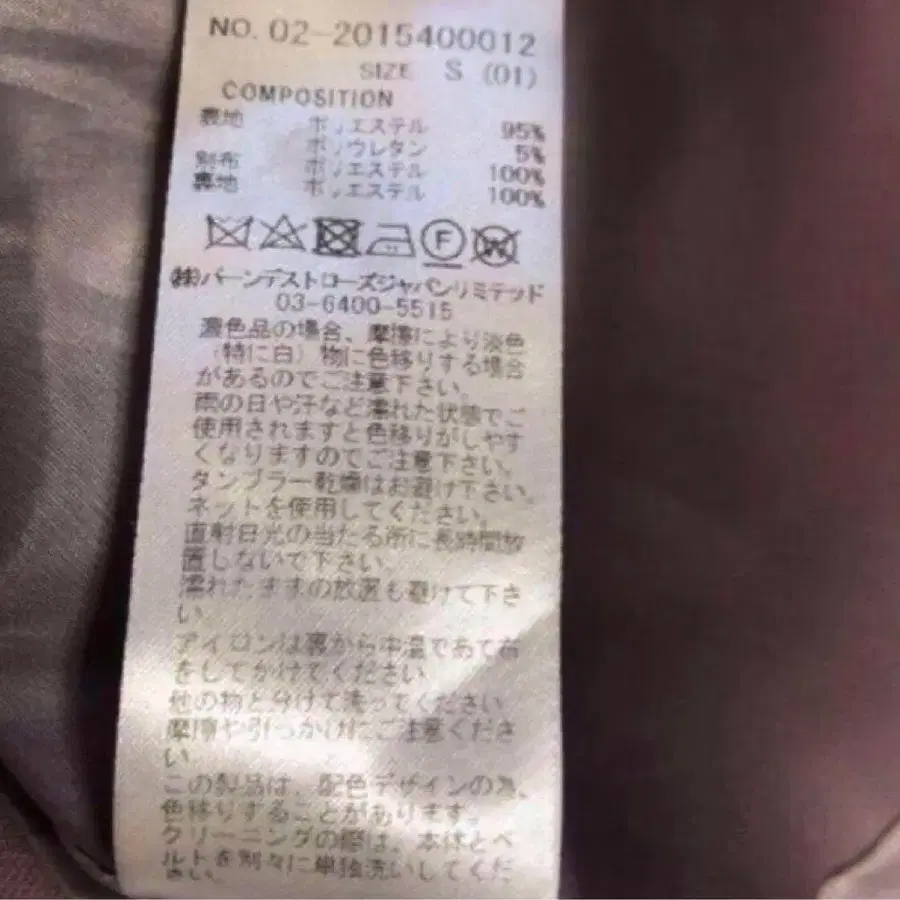 NO. 02-2015400012
SIZE S (01)
COMPOSITION
表地 ポリエステル 95%
ポリウレタン 5%
別布 ポリエステル 100%
裏地 ポリエステル 100%
F W
㈱バーンデストローズジャパンリミテッド
03-6400-5515
濃色品の場合、摩擦により淡色
(特に白)物に色移りする場合
があるのでご注意下さい。
雨の日や汗など濡れた状態でご
使用されますと色移りがしやす
くなりますのでご注意下さい。
タンブラー乾燥はお避け下さい。
ネットを使用してください。
直射日光の当たる所に長時間放
置しないで下さい。
濡れたままの放置も避けて下さ
い。
アイロンは裏から中温であて布
をしてかけてください
他の物と分けて洗ってください
摩擦や引っかけにご注意くださ
い
この製品は、配色デザインの為、
色移りすることがあります。
クリーニングの際は、本体とベ
ルトを別々に単独洗いしてくだ
さい。